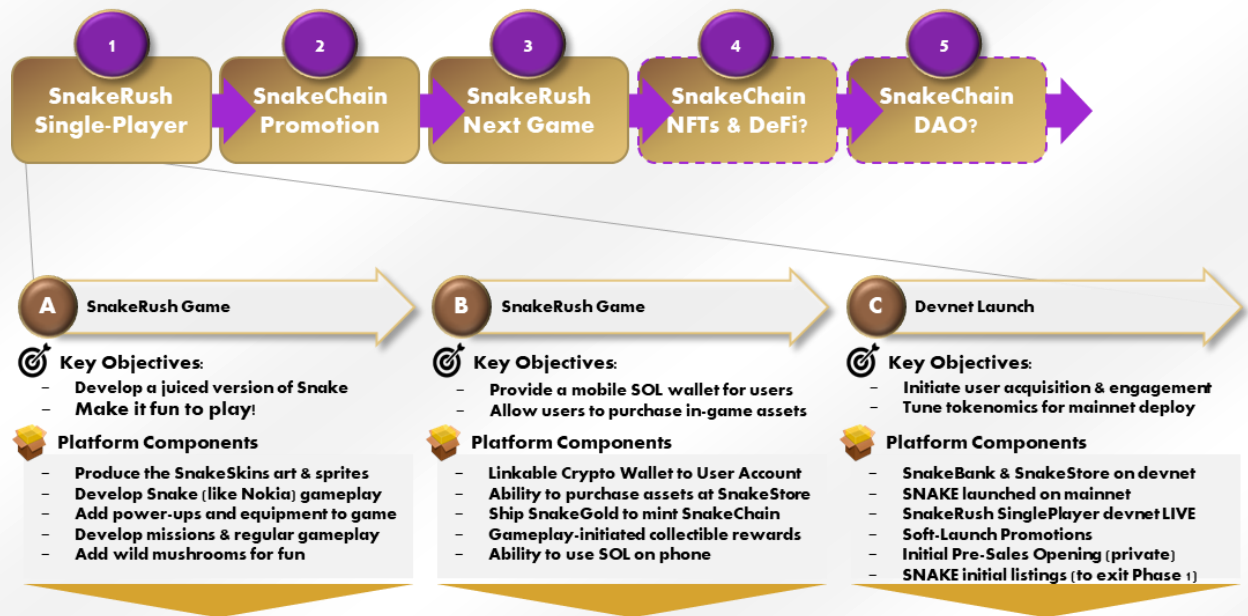 1
2
3
4
5
SnakeRush
Single-Player
SnakeChain
Promotion
SnakeRush
Next Game
SnakeChain
NFTs & DeFi?
SnakeChain
DAO?
A
SnakeRush Game
Key Objectives:
– Develop a juiced version of Snake
– Make it fun to play!
Platform Components
– Produce the SnakeSkins art & sprites
– Develop Snake (like Nokia) gameplay
– Add power-ups and equipment to game
– Develop missions & regular gameplay
– Add wild mushrooms for fun
B
SnakeRush Game
Key Objectives:
– Provide a mobile SOL wallet for users
– Allow users to purchase in-game assets
Platform Components
– Linkable Crypto Wallet to User Account
– Ability to purchase assets at SnakeStore
– Ship SnakeGold to mint SnakeChain
– Gameplay-initiated collectible rewards
– Ability to use SOL on phone
C
Devnet Launch
Key Objectives:
– Initiate user acquisition & engagement
– Tune tokenomics for mainnet deploy
Platform Components
– SnakeBank & SnakeStore on devnet
– SNAKE launched on mainnet
– SnakeRush SinglePlayer devnet LIVE
– Soft-Launch Promotions
– Initial Pre-Sales Opening (private)
– SNAKE initial listings (to exit Phase 1)